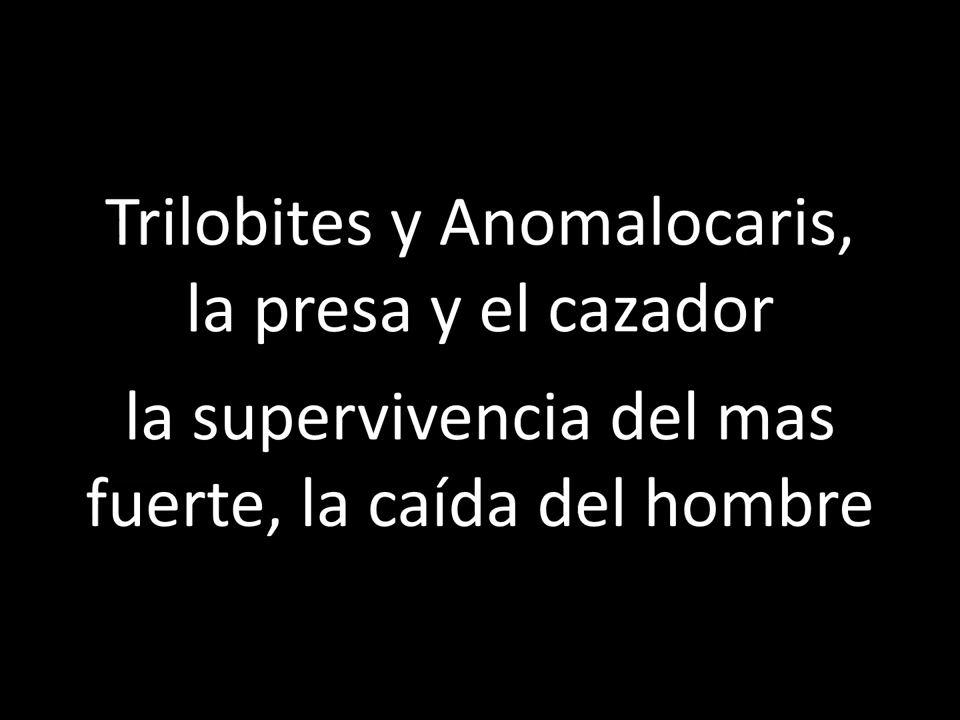 Trilobites y Anomalocaris,
la presa y el cazador
la supervivencia del mas
fuerte, la caída del hombre